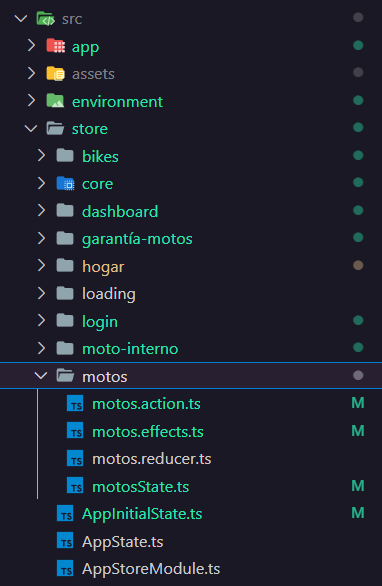 src
app
assets
environment
store
bikes
core
dashboard
garantía-motos
hogar
loading
login
moto-interno
motos
TS motos.action.ts M
TS motos.effects.ts M
TS motos.reducer.ts
TS motosState.ts M
TS AppInitialState.ts M
TS AppState.ts
TS AppStoreModule.ts